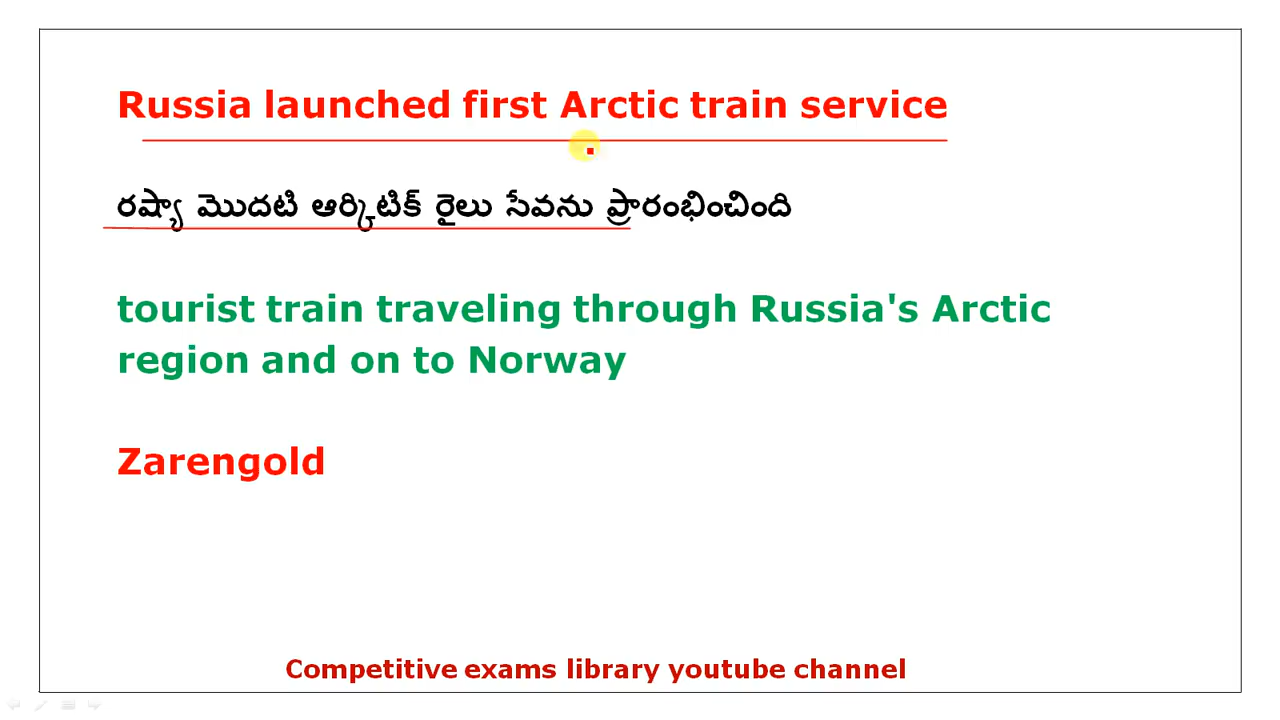 Russia launched first Arctic train service
రష్యా మొదటి ఆర్కిటిక్ రైలు సేవను ప్రారంభించింది
tourist train traveling through Russia's Arctic
region and on to Norway
Zarengold
Competitive exams library youtube channel